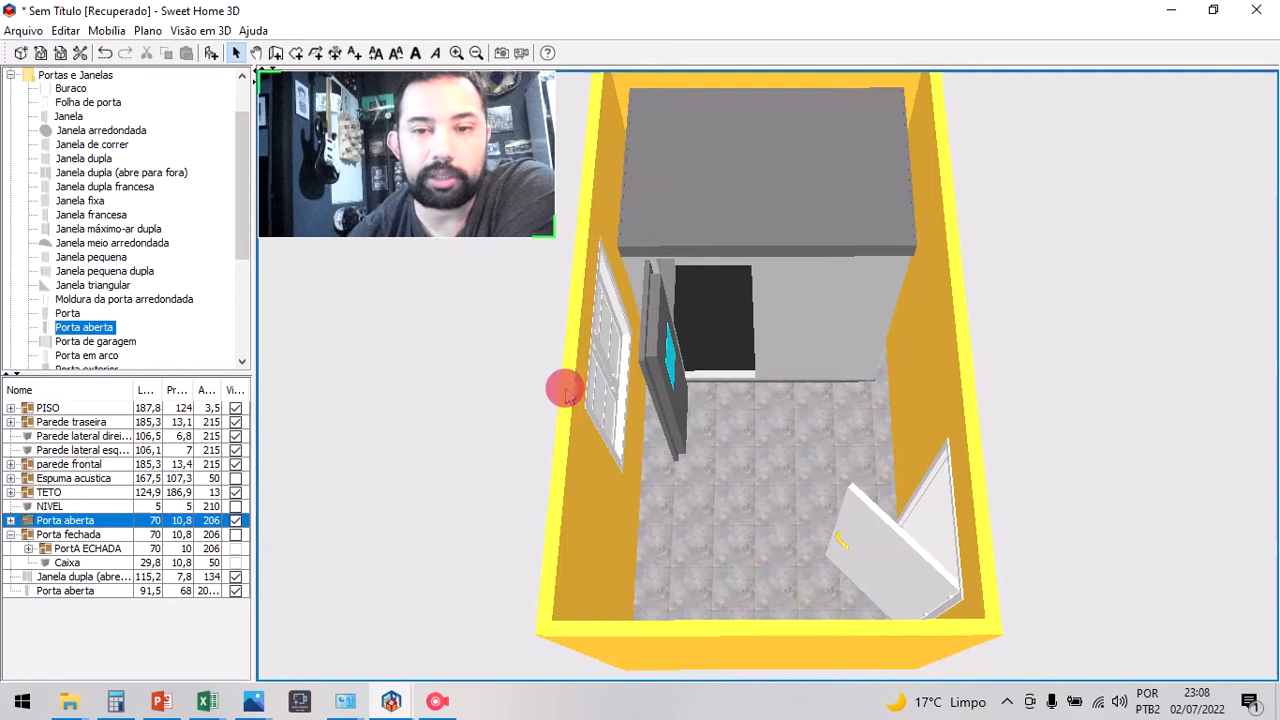 * Sem Título [Recuperado] - Sweet Home 3D
Arquivo Editar Mobília Plano Visão em 3D Ajuda
Portas e Janelas
Buraco
Folha de porta
Janela
Janela arredondada
Janela de correr
Janela dupla
Janela dupla (abre para fora)
Janela dupla francesa
Janela fixa
Janela francesa
Janela máximo-ar dupla
Janela meio arredondada
Janela pequena
Janela pequena dupla
Janela triangular
Moldura da porta arredondada
Porta
Porta aberta
Porta de garagem
Porta em arco
Nome L... Pr... A... Vi...
PISO 187,8 124 3,5
Parede traseira 185,3 13,1 215
Parede lateral direi... 106,5 6,8 215
Parede lateral esq... 106,1 7 215
parede frontal 185,3 13,4 215
Espuma acustica 167,5 107,3 50
TETO 124,9 186,9 13
NIVEL 5 5 210
Porta aberta 70 10,8 206
Porta fechada 70 10,8 206
PortA ECHADA 70 10 206
Caixa 29,8 10,8 50
Janela dupla (abre... 115,2 7,8 134
Porta aberta 91,5 68 20...
17°C Limpo
POR
PTB2
23:08
02/07/2022